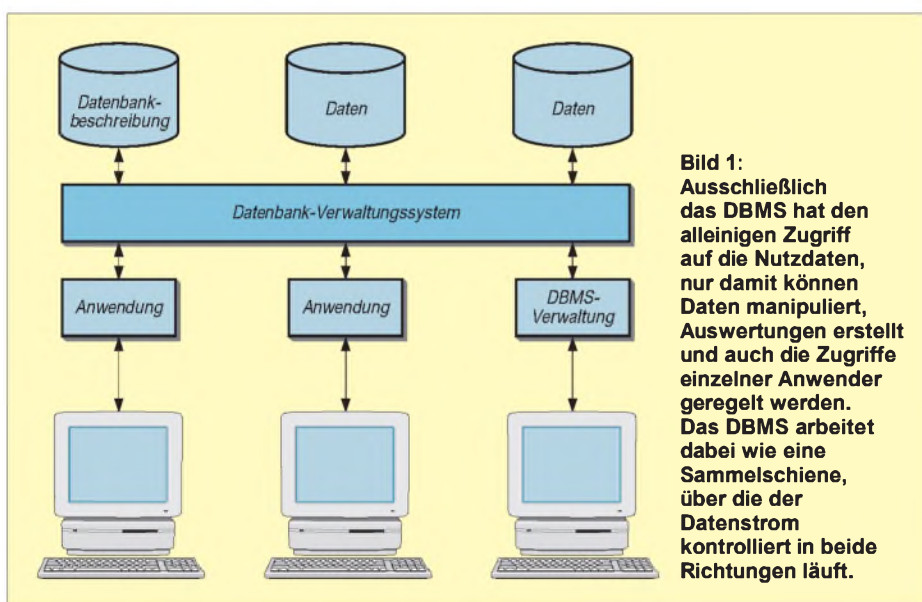 Datenbank-
beschreibung
Daten
Daten
Datenbank-Verwaltungssystem
Anwendung
Anwendung
DBMS-
Verwaltung
Bild 1:
Ausschließlich
das DBMS hat den
alleinigen Zugriff
auf die Nutzdaten,
nur damit können
Daten manipuliert,
Auswertungen erstellt
und auch die Zugriffe
einzelner Anwender
geregelt werden.
Das DBMS arbeitet
dabei wie eine
Sammelschiene,
über die der
Datenstrom
kontrolliert in beide
Richtungen läuft.